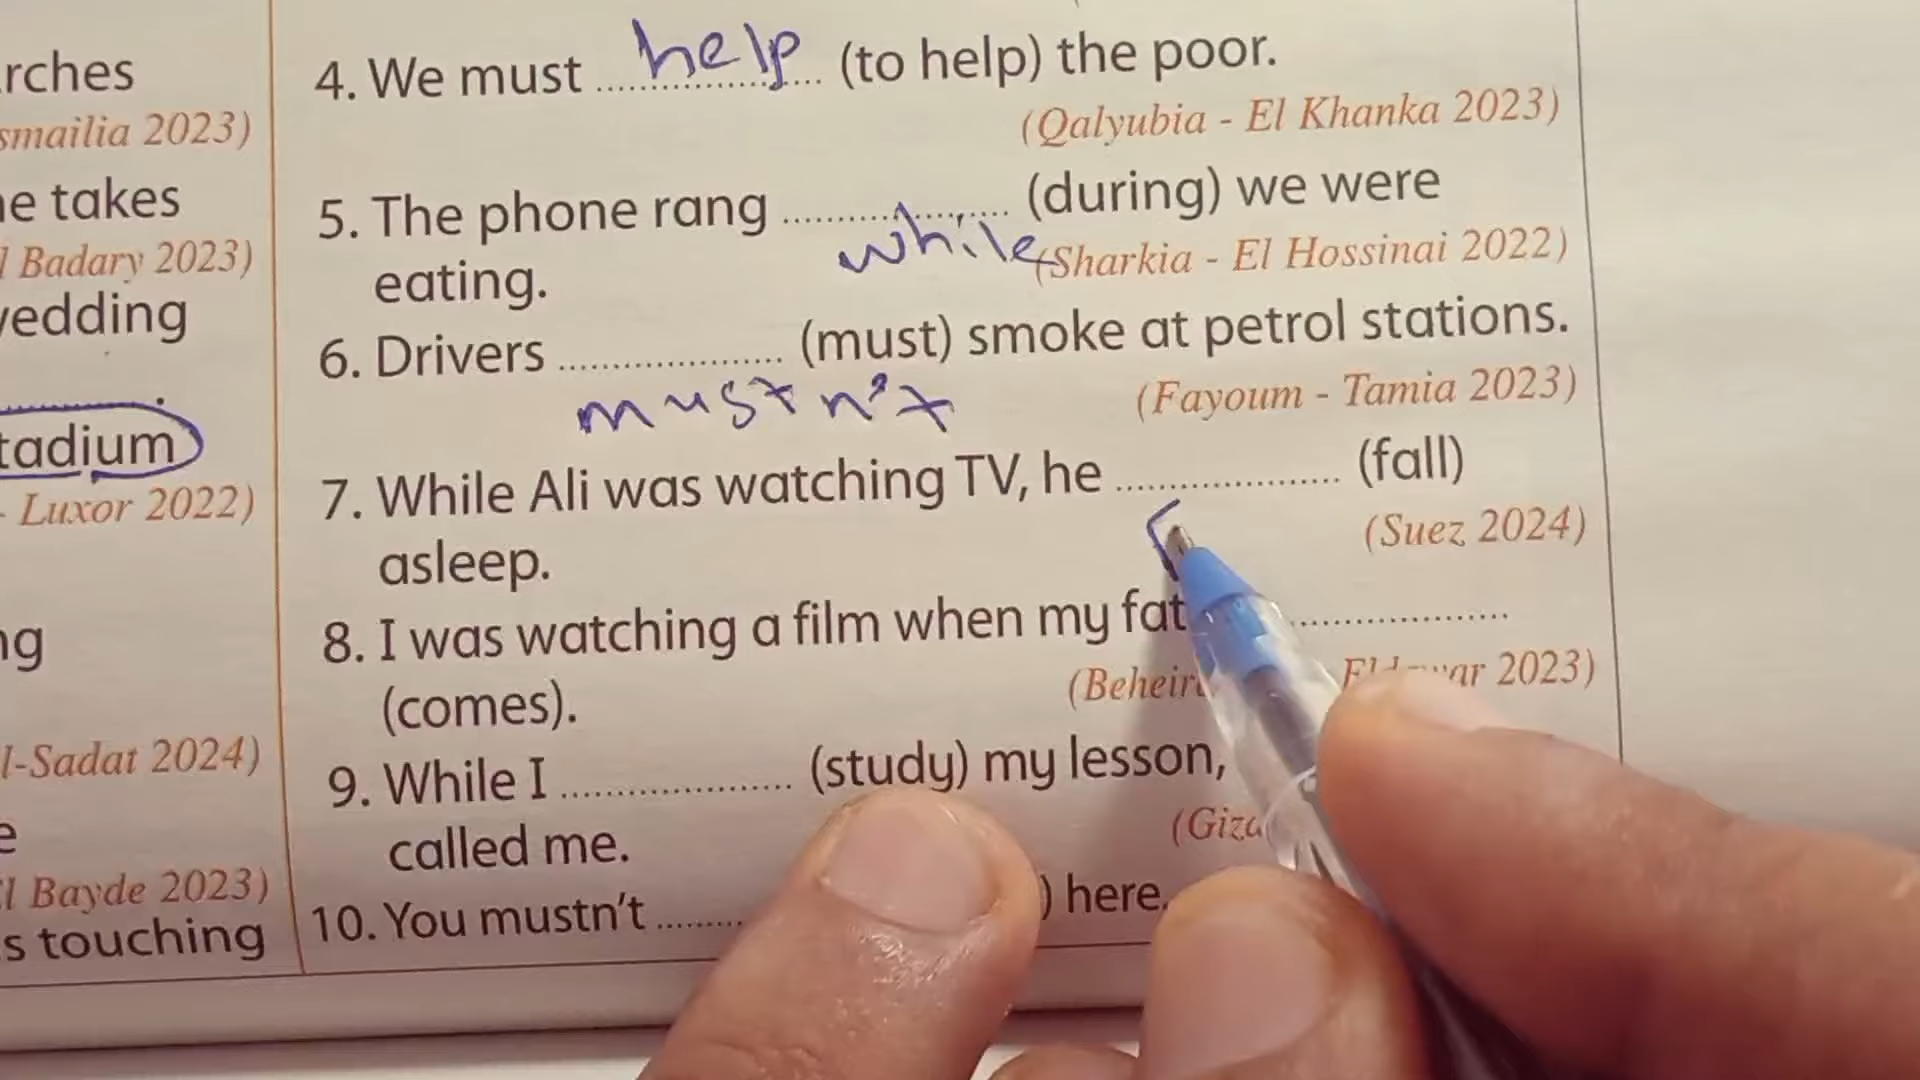 rches
smailia 2023)
e takes
l Badary 2023)
edding
tadium
- Luxor 2022)
ng
l-Sadat 2024)
e
l Bayde 2023)
s touching
4. We must help (to help) the poor.
(Qalyubia - El Khanka 2023)
5. The phone rang .................... (during) we were
while (Sharkia - El Hossinai 2022)
eating.
6. Drivers .................... (must) smoke at petrol stations.
mustn't (Fayoum - Tamia 2023)
7. While Ali was watching TV, he .................... (fall)
(Suez 2024)
asleep.
8. I was watching a film when my fat ....................
(Beheir 2023)
(comes).
9. While I .................... (study) my lesson,
(Giza
called me.
10. You mustn't ........ ) here.